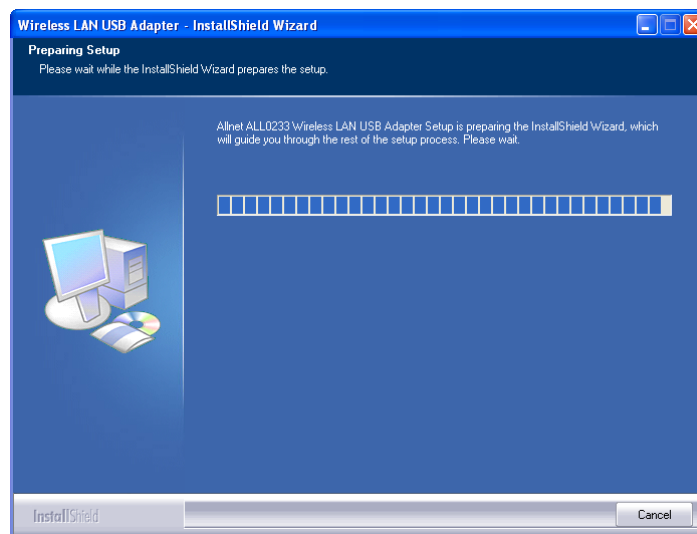 Wireless LAN USB Adapter - InstallShield Wizard
Preparing Setup
Please wait while the InstallShield Wizard prepares the setup.
Allnet ALL0233 Wireless LAN USB Adapter Setup is preparing the InstallShield Wizard, which
will guide you through the rest of the setup process. Please wait.
InstallShield
Cancel